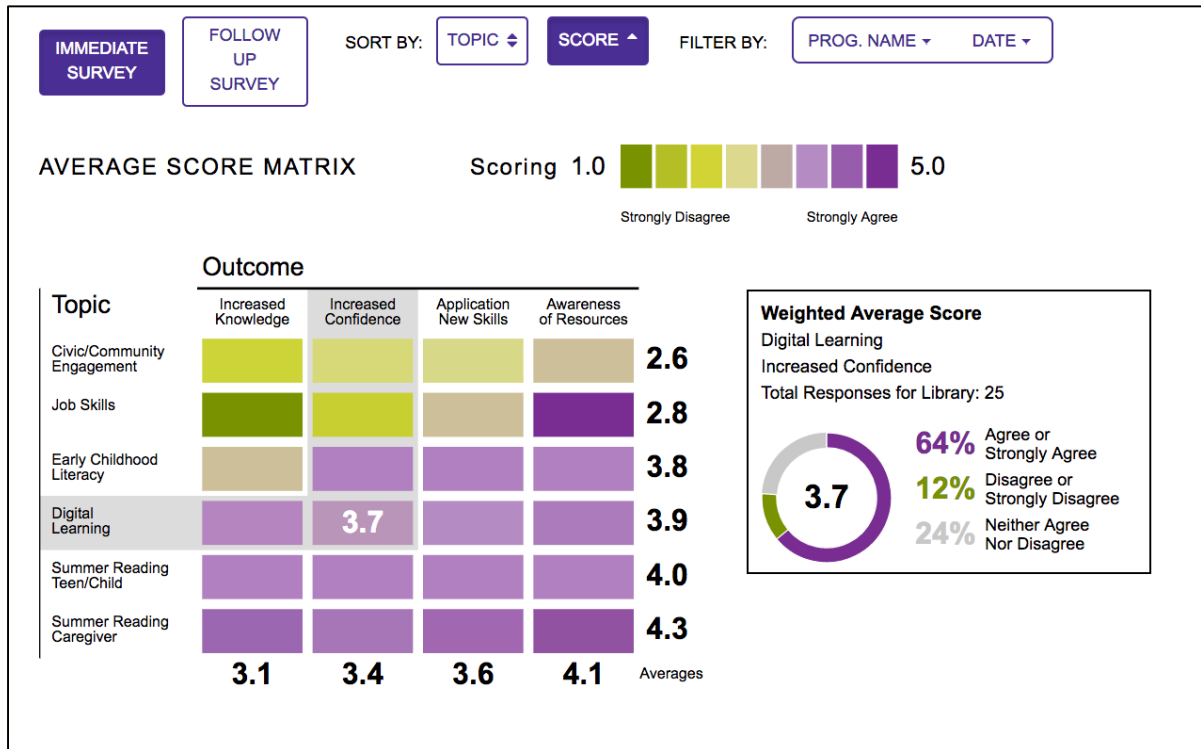 IMMEDIATE
SURVEY
FOLLOW
UP
SURVEY
SORT BY:
TOPIC
SCORE
FILTER BY:
PROG. NAME
DATE
AVERAGE SCORE MATRIX
Scoring 1.0
5.0
Strongly Disagree
Strongly Agree
Outcome
Topic
Increased
Knowledge
Increased
Confidence
Application
New Skills
Awareness
of Resources
Civic/Community
Engagement
2.6
Job Skills
2.8
Early Childhood
Literacy
3.8
Digital
Learning
3.7
3.9
Summer Reading
Teen/Child
4.0
Summer Reading
Caregiver
4.3
3.1
3.4
3.6
4.1
Averages
Weighted Average Score
Digital Learning
Increased Confidence
Total Responses for Library: 25
3.7
64%
Agree or
Strongly Agree
12%
Disagree or
Strongly Disagree
24%
Neither Agree
Nor Disagree